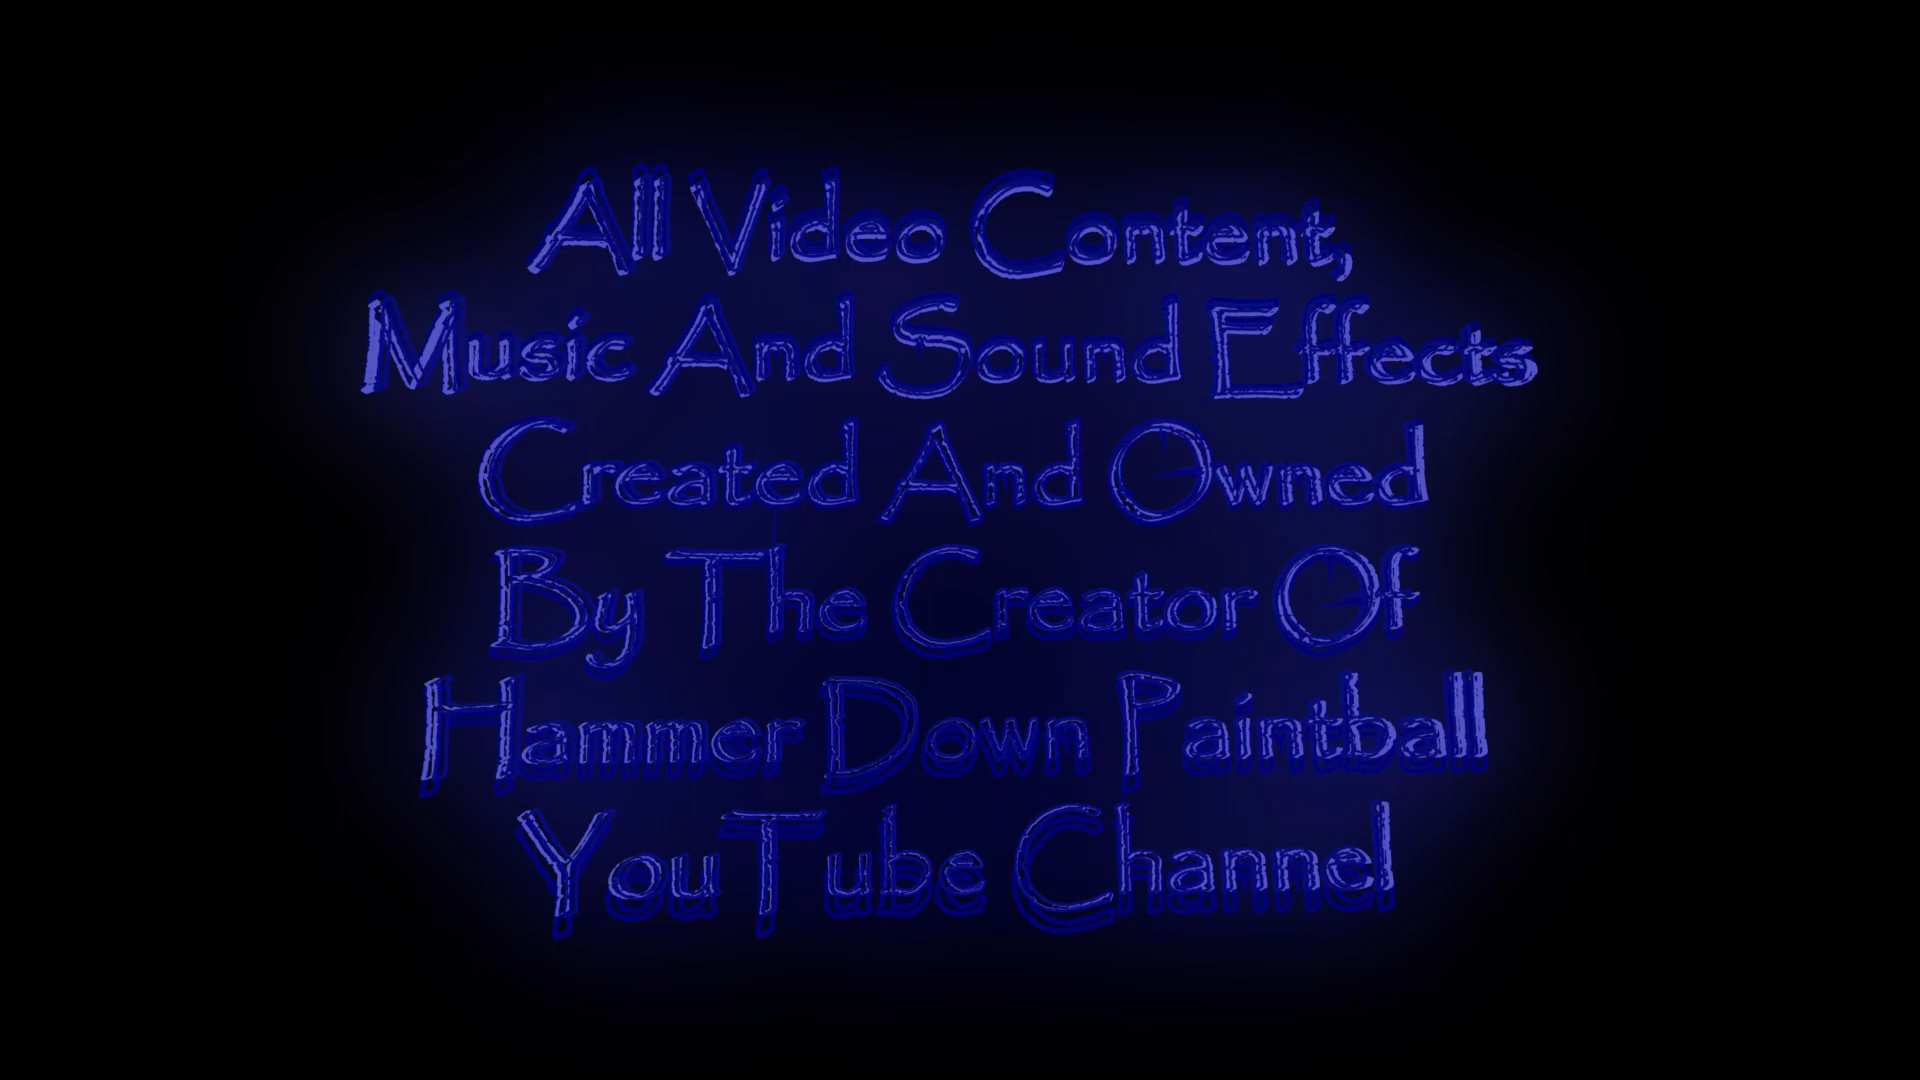 All Video Content,
Music And Sound Effects
Created And Owned
By The Creator Of
Hammer Down Paintball
YouTube Channel